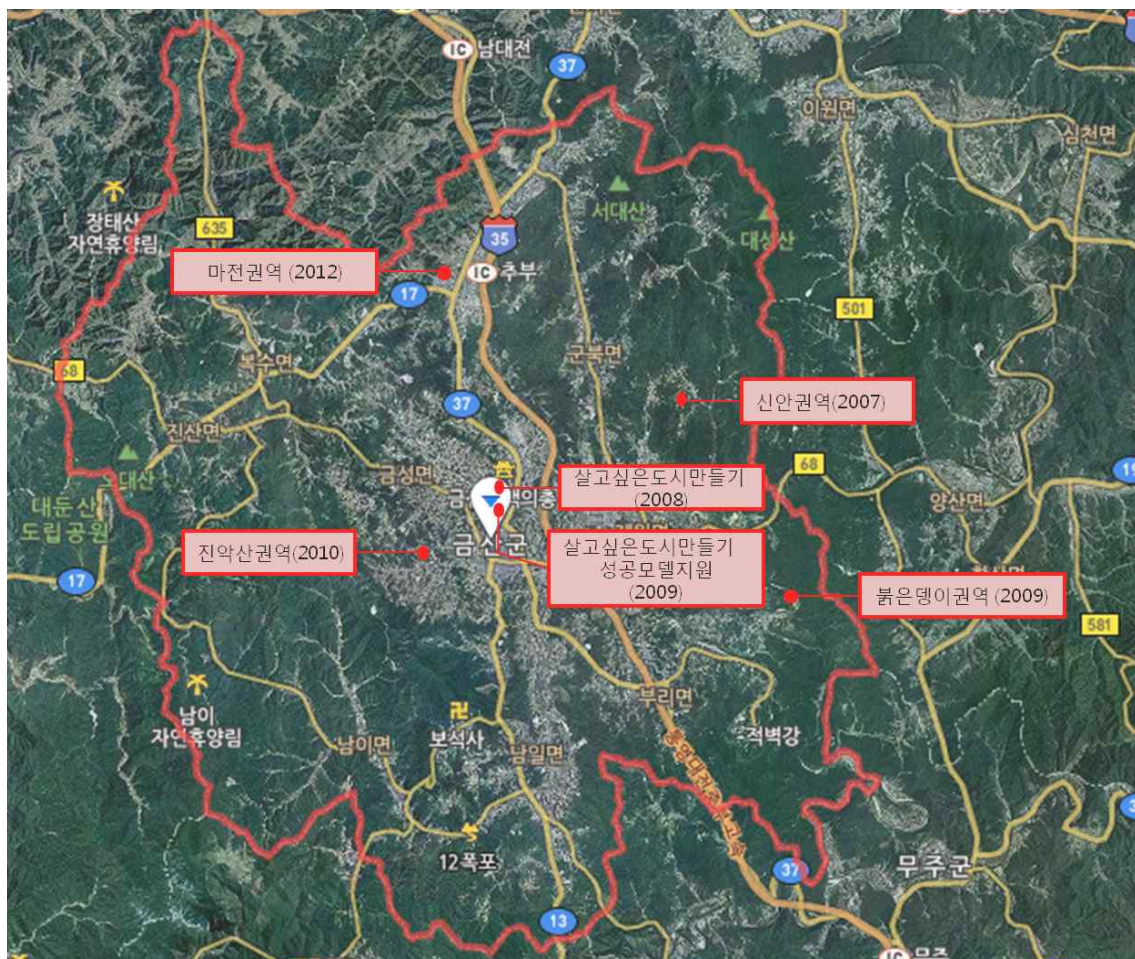 IC 남대전
37
이원면
심천면
서대산
대성산
장태산
자연휴양림
635
35
마전권역 (2012)
IC 추부
17
501
군북면
68
복수면
신안권역(2007)
37
진산면
금성면
살고싶은도시만들기
(2008)
68
19
양산면
대둔산
도립공원
금산군
진악산권역(2010)
살고싶은도시만들기
성공모델지원
(2009)
17
붉은뎅이권역 (2009)
581
부리면
남이
자연휴양림
보석사
적벽강
남이면
남일면
12폭포
37
무주군
13
IC 무주